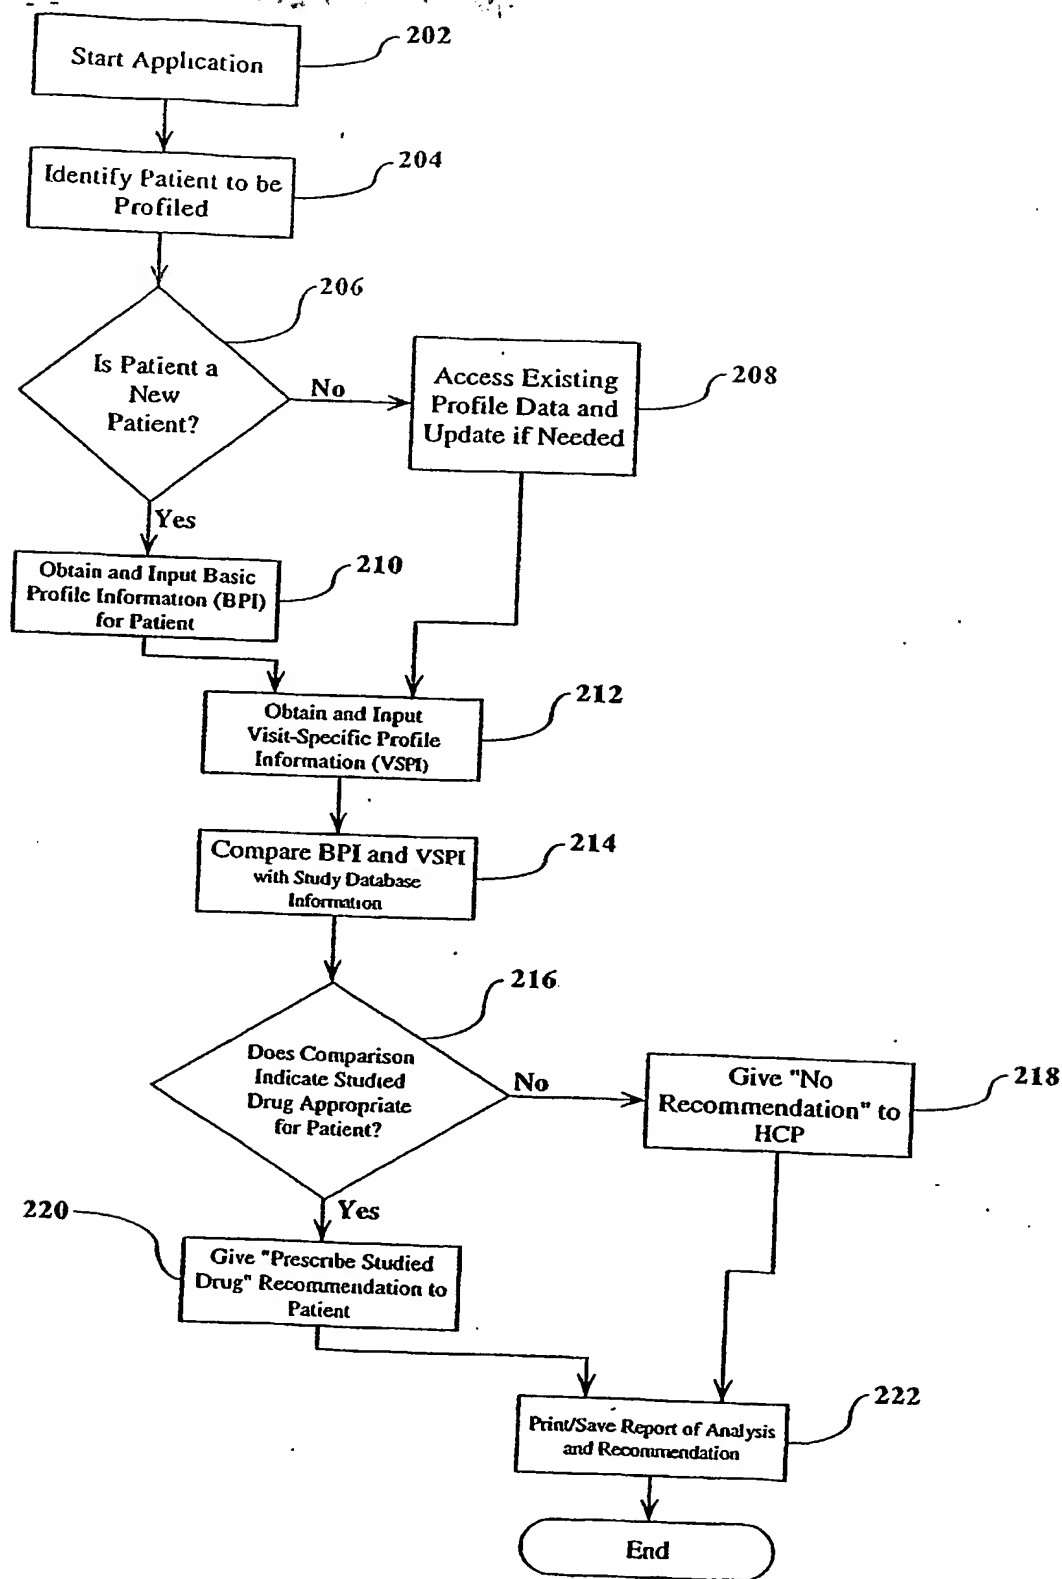 202
Start Application
204
Identify Patient to be
Profiled
206
Is Patient a
New
Patient?
No
Access Existing
Profile Data and
Update if Needed
208
Yes
Obtain and Input Basic
Profile Information (BPI)
for Patient
210
Obtain and Input
Visit-Specific Profile
Information (VSPI)
212
Compare BPI and VSPI
with Study Database
Information
214
216
Does Comparison
Indicate Studied
Drug Appropriate
for Patient?
No
Give "No
Recommendation" to
HCP
218
Yes
220
Give "Prescribe Studied
Drug" Recommendation to
Patient
Print/Save Report of Analysis
and Recommendation
222
End